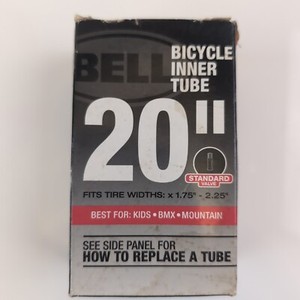 BELL
BICYCLE
INNER
TUBE
20"
STANDARD
VALVE
FITS TIRE WIDTHS: x 1.75" - 2.25"
BEST FOR: KIDS • BMX • MOUNTAIN
SEE SIDE PANEL FOR
HOW TO REPLACE A TUBE